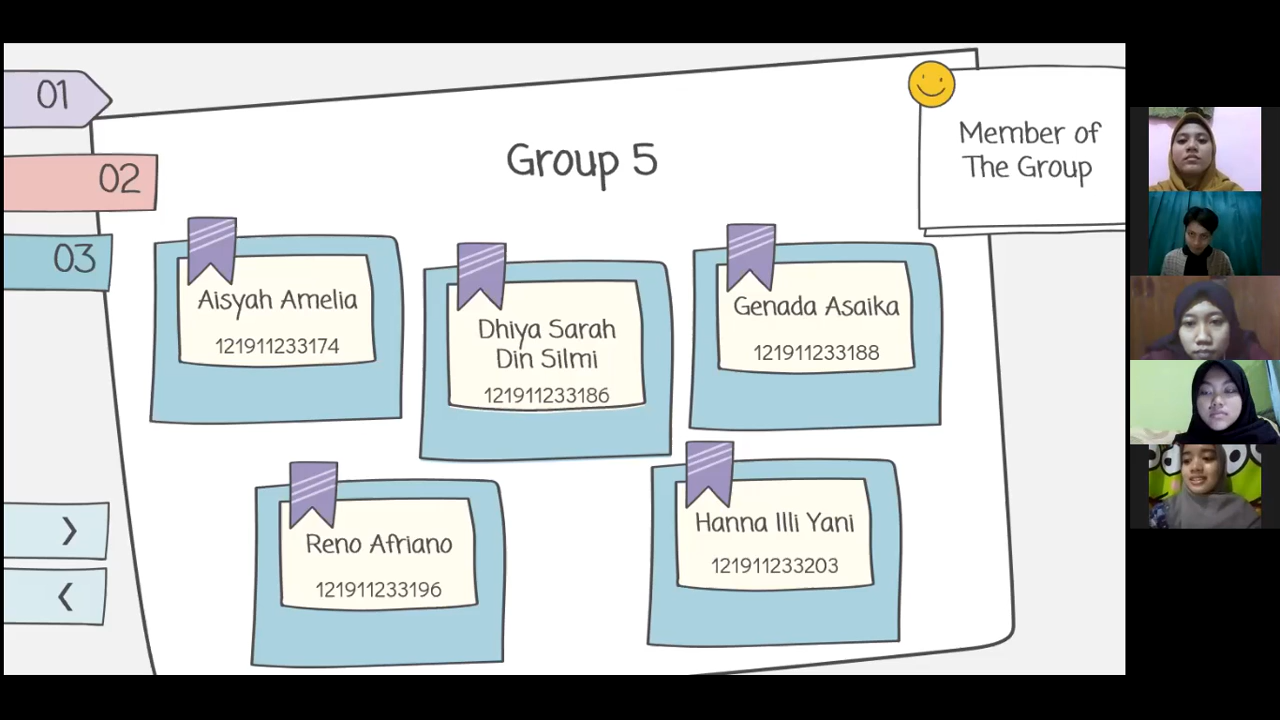 01
02
03
Group 5
Member of
The Group
Aisyah Amelia
121911233174
Dhiya Sarah
Din Silmi
121911233186
Genada Asaika
121911233188
Reno Afriano
121911233196
Hanna Illi Yani
121911233203